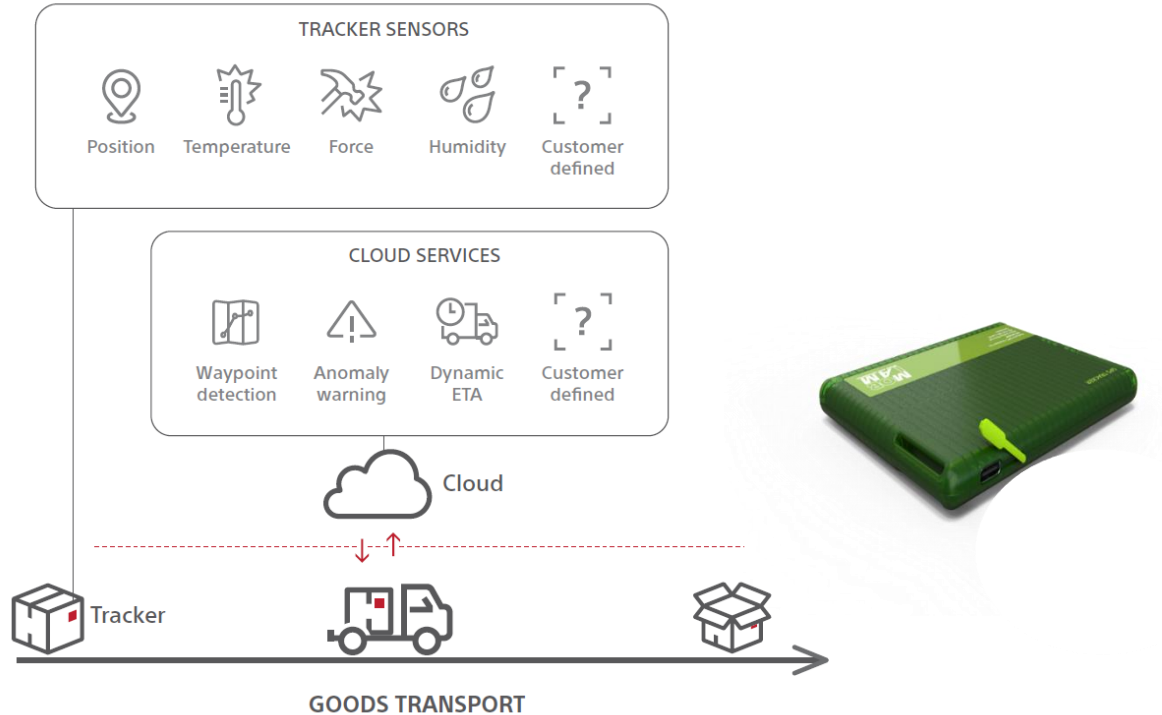 TRACKER SENSORS
?
Position
Temperature
Force
Humidity
Customer
defined
CLOUD SERVICES
?
Waypoint
detection
Anomaly
warning
Dynamic
ETA
Customer
defined
Cloud
Tracker
GOODS TRANSPORT